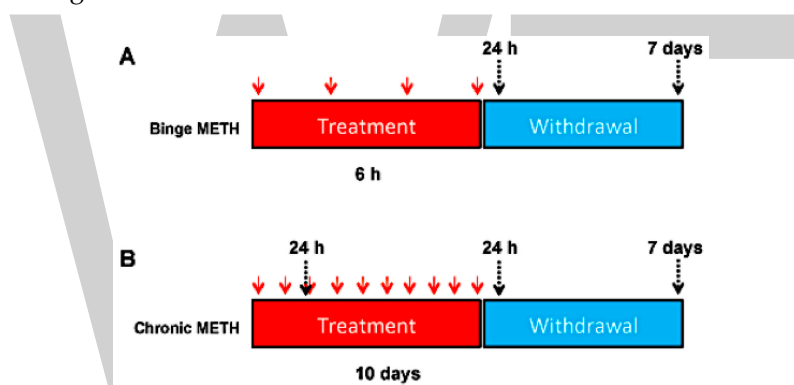 A
24 h
7 days
Binge METH
Treatment
Withdrawal
6 h
B
24 h
24 h
7 days
Chronic METH
Treatment
Withdrawal
10 days